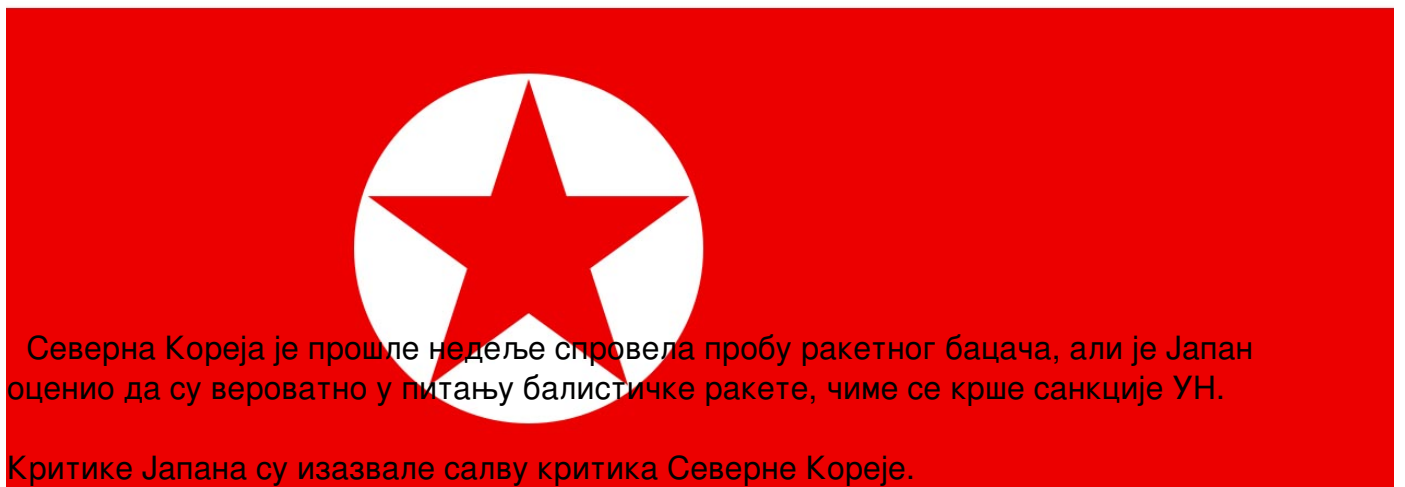 Северна Кореја је прошле недеље спровела пробу ракетног бацача, али је Јапан
оценио да су вероватно у питању балистичке ракете, чиме се крше санкције УН.
Критике Јапана су изазвале салву критика Северне Кореје.